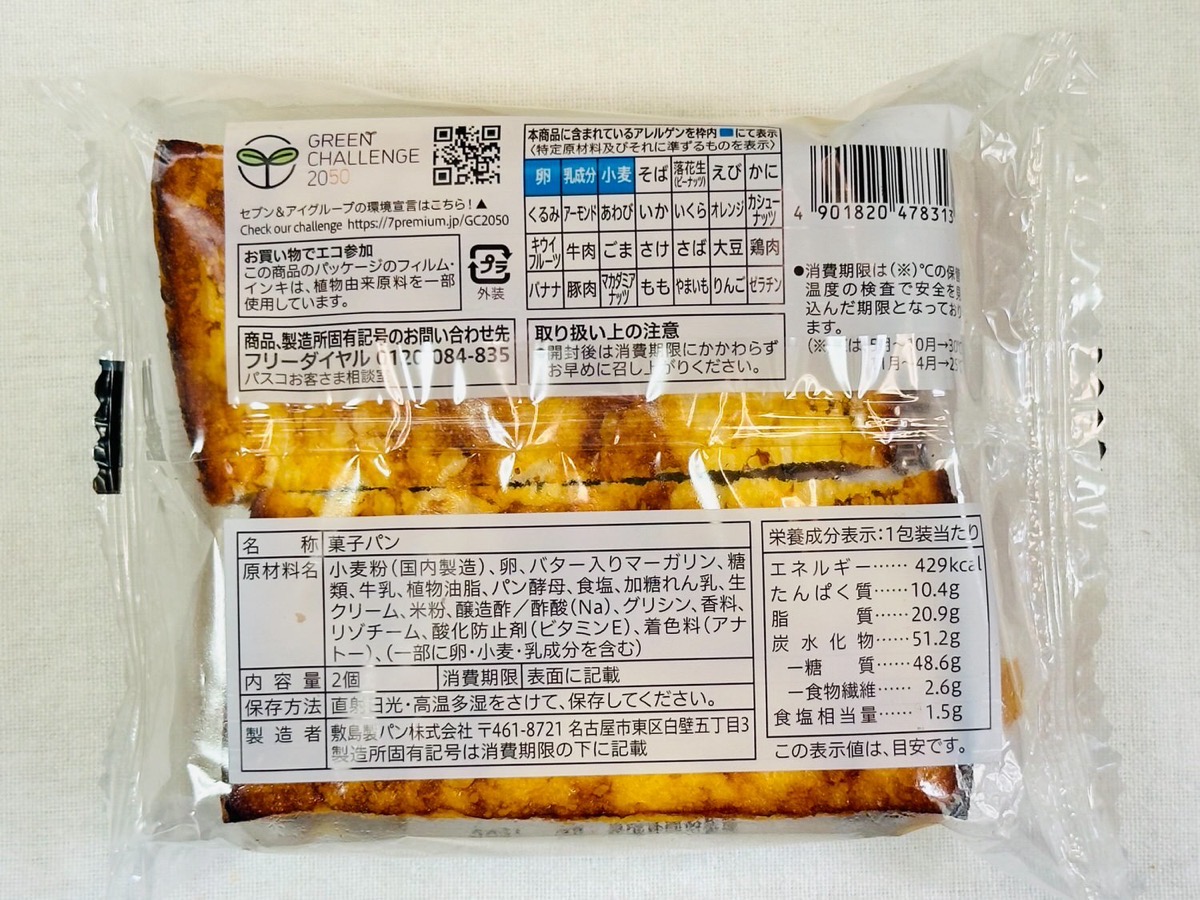 GREEN
CHALLENGE
2050
セブン&アイグループの環境宣言はこちら!▲
Check our challenge https://7premium.jp/GC2050
お買い物でエコ参加
この商品のパッケージのフィルム・
インキは、植物由来原料を一部
使用しています。
プラ
外装
商品、製造所固有記号のお問い合わせ先
フリーダイヤル 0120-084-835
パスコお客さま相談室
本商品に含まれているアレルゲンを枠内■にて表示
〈特定原材料及びそれに準ずるものを表示〉
卵 乳成分 小麦 そば 落花生(ピーナッツ) えび かに
くるみ アーモンド あわび いか いくら オレンジ カシューナッツ
キウイフルーツ 牛肉 ごま さけ さば 大豆 鶏肉
バナナ 豚肉 マカダミアナッツ もも やまいも りんご ゼラチン
取り扱い上の注意
●開封後は消費期限にかかわらず
お早めに召し上がりください。
4 901820 478313
●消費期限は(※)℃の保
温度の検査で安全を見
込んだ期限となっており
ます。
(※)は、5月~10月→30
11月~4月→25
名称 菓子パン
原材料名 小麦粉(国内製造)、卵、バター入りマーガリン、糖
類、牛乳、植物油脂、パン酵母、食塩、加糖れん乳、生
クリーム、米粉、醸造酢/酢酸(Na)、グリシン、香料、
リゾチーム、酸化防止剤(ビタミンE)、着色料(アナ
トー)、(一部に卵・小麦・乳成分を含む)
内容量 2個 消費期限 表面に記載
保存方法 直射日光・高温多湿をさけて、保存してください。
製造者 敷島製パン株式会社 〒461-8721 名古屋市東区白壁五丁目3
製造所固有記号は消費期限の下に記載
栄養成分表示:1包装当たり
エネルギー…… 429kcal
たんぱく質…… 10.4g
脂質…… 20.9g
炭水化物…… 51.2g
-糖質…… 48.6g
-食物繊維…… 2.6g
食塩相当量…… 1.5g
この表示値は、目安です。